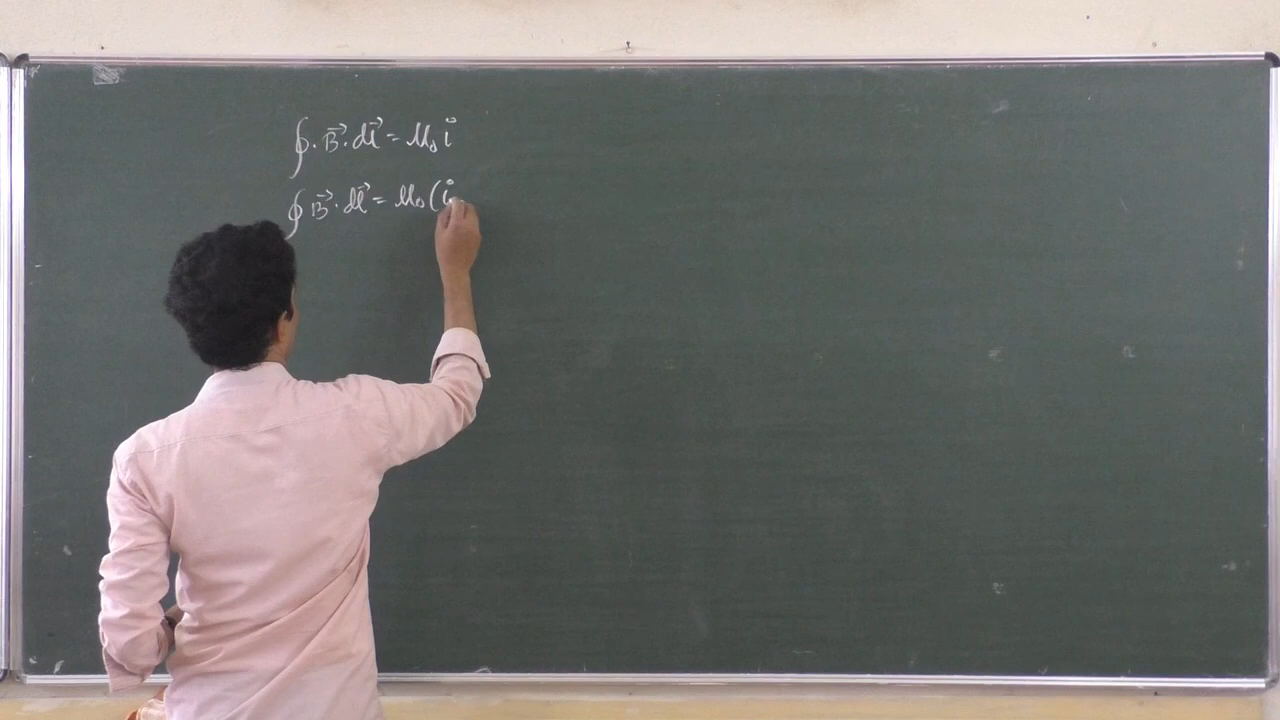 ∮. B⃗. dl⃗ = μ₀ i
∮ B⃗. dl⃗ = μ₀ (i